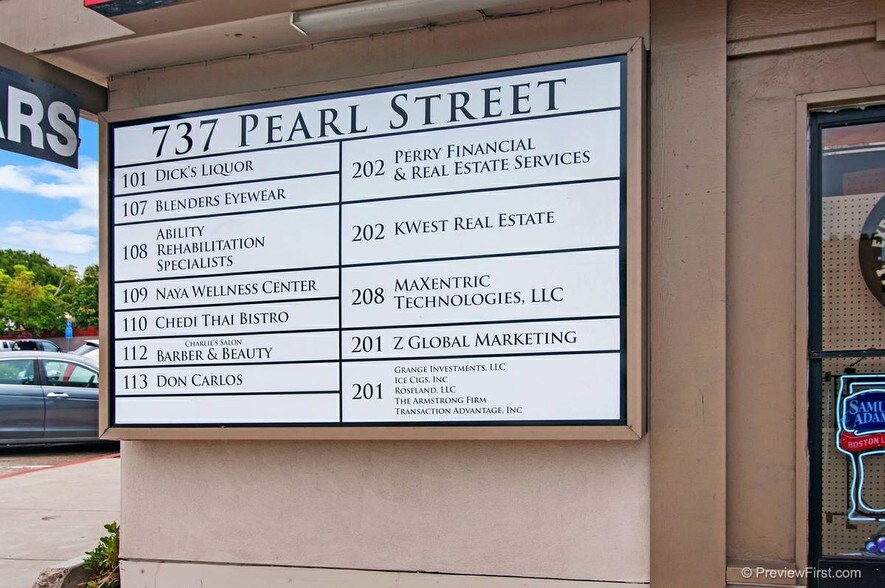 ARS
737 PEARL STREET
101 DICK'S LIQUOR
107 BLENDERS EYEWEAR
108 ABILITY
REHABILITATION
SPECIALISTS
109 NAYA WELLNESS CENTER
110 CHEDI THAI BISTRO
CHARLIE'S SALON
112 BARBER & BEAUTY
113 DON CARLOS
202 PERRY FINANCIAL
& REAL ESTATE SERVICES
202 KWEST REAL ESTATE
208 MAXENTRIC
TECHNOLOGIES, LLC
201 Z GLOBAL MARKETING
201 GRANGE INVESTMENTS, LLC
ICE CIGS, INC
ROSELAND, LLC
THE ARMSTRONG FIRM
TRANSACTION ADVANTAGE, INC
SAMU
ADAM
BOSTON L
© PreviewFirst.com